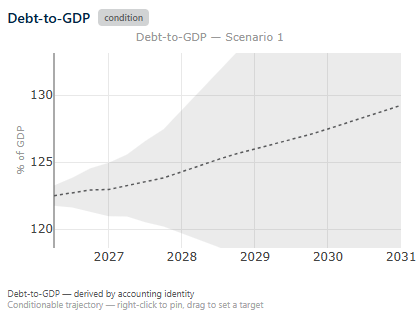 Debt-to-GDP condition
Debt-to-GDP — Scenario 1
% of GDP
130
125
120
2027 2028 2029 2030 2031
Debt-to-GDP — derived by accounting identity
Conditionable trajectory — right-click to pin, drag to set a target